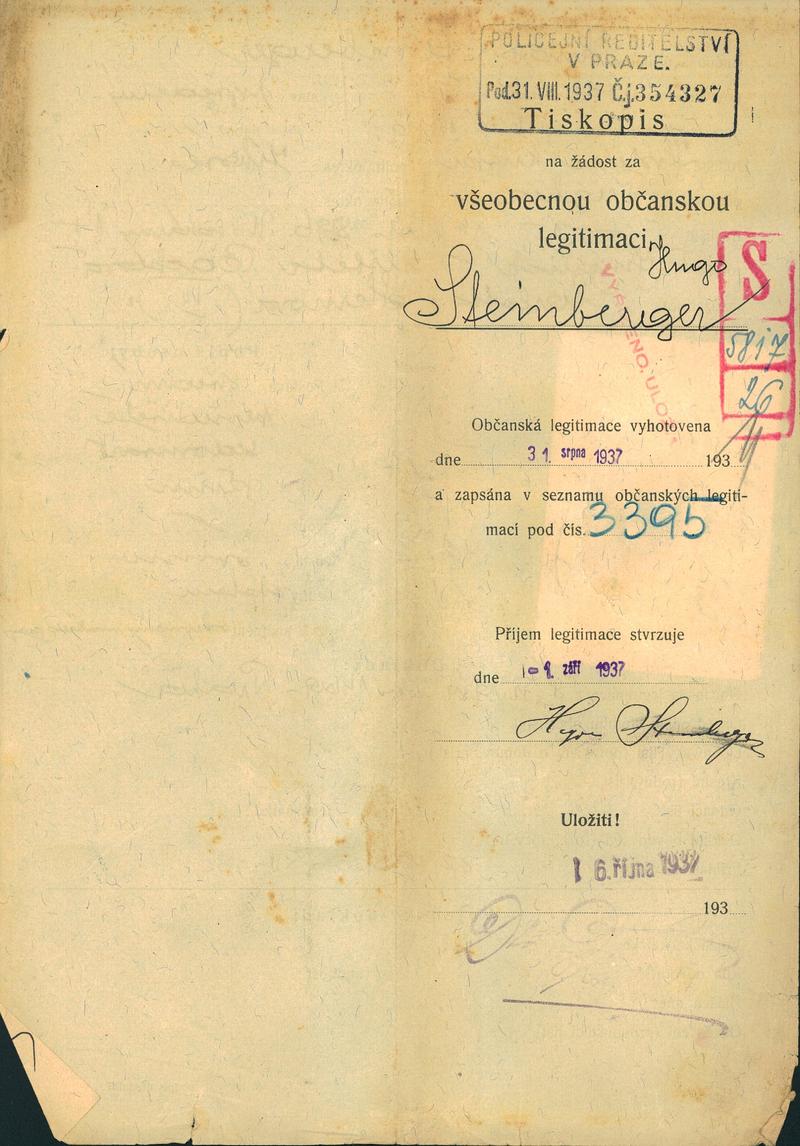 POLICEJNÍ ŘEDITELSTVÍ
V PRAZE.
Pod. 31. VIII. 1937 Č.j. 354327
Tiskopis
na žádost za
všeobecnou občanskou
legitimaci,
Hugo
Steinberger
S
5817
26
Občanská legitimace vyhotovena
dne 31. srpna 1937 193
a zapsána v seznamu občanských legiti-
mací pod čís. 3395
Příjem legitimace stvrzuje
dne 1. září 1937
Hugo Steinberger
Uložiti!
16. října 1937
193